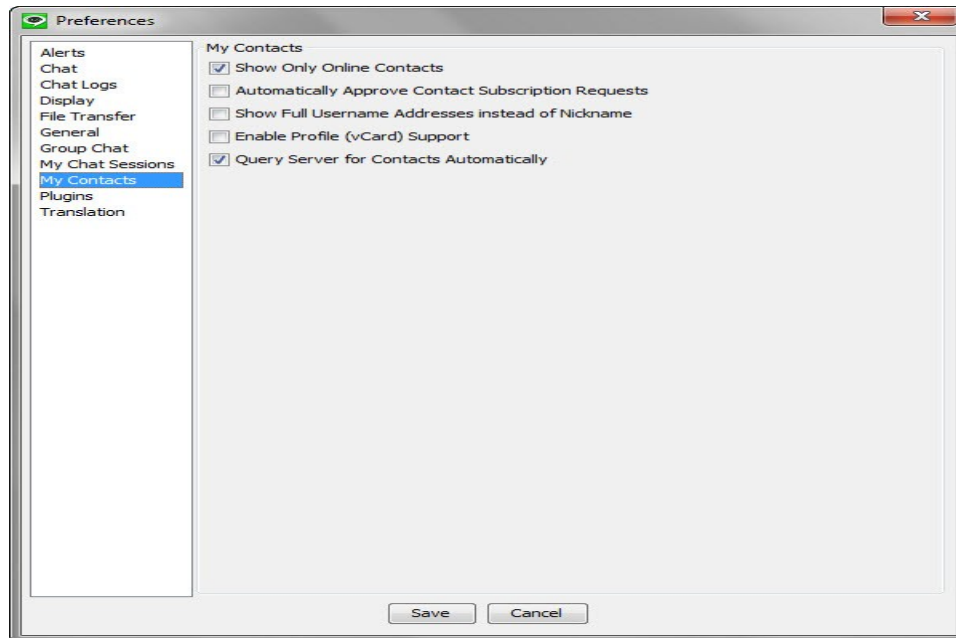 Preferences
Alerts
Chat
Chat Logs
Display
File Transfer
General
Group Chat
My Chat Sessions
My Contacts
Plugins
Translation
My Contacts
Show Only Online Contacts
Automatically Approve Contact Subscription Requests
Show Full Username Addresses instead of Nickname
Enable Profile (vCard) Support
Query Server for Contacts Automatically
Save
Cancel